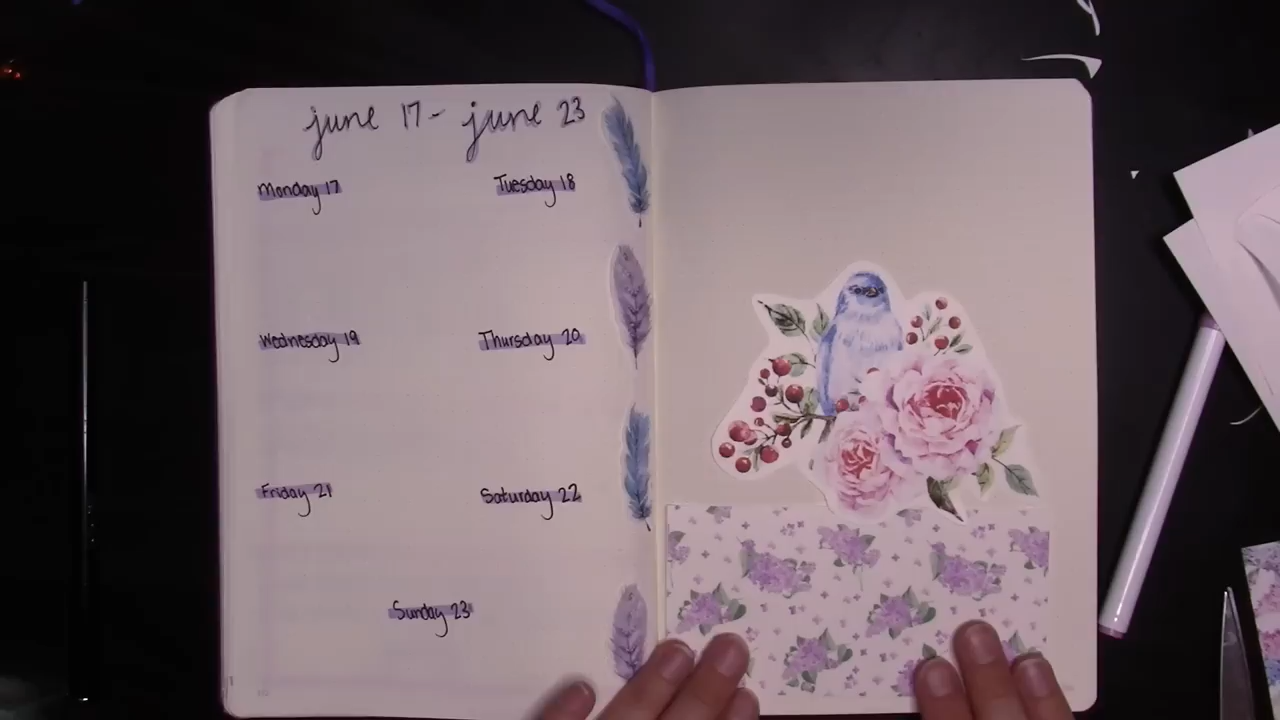 june 17 - june 23
Monday 17
Tuesday 18
Wednesday 19
Thursday 20
Friday 21
Saturday 22
Sunday 23